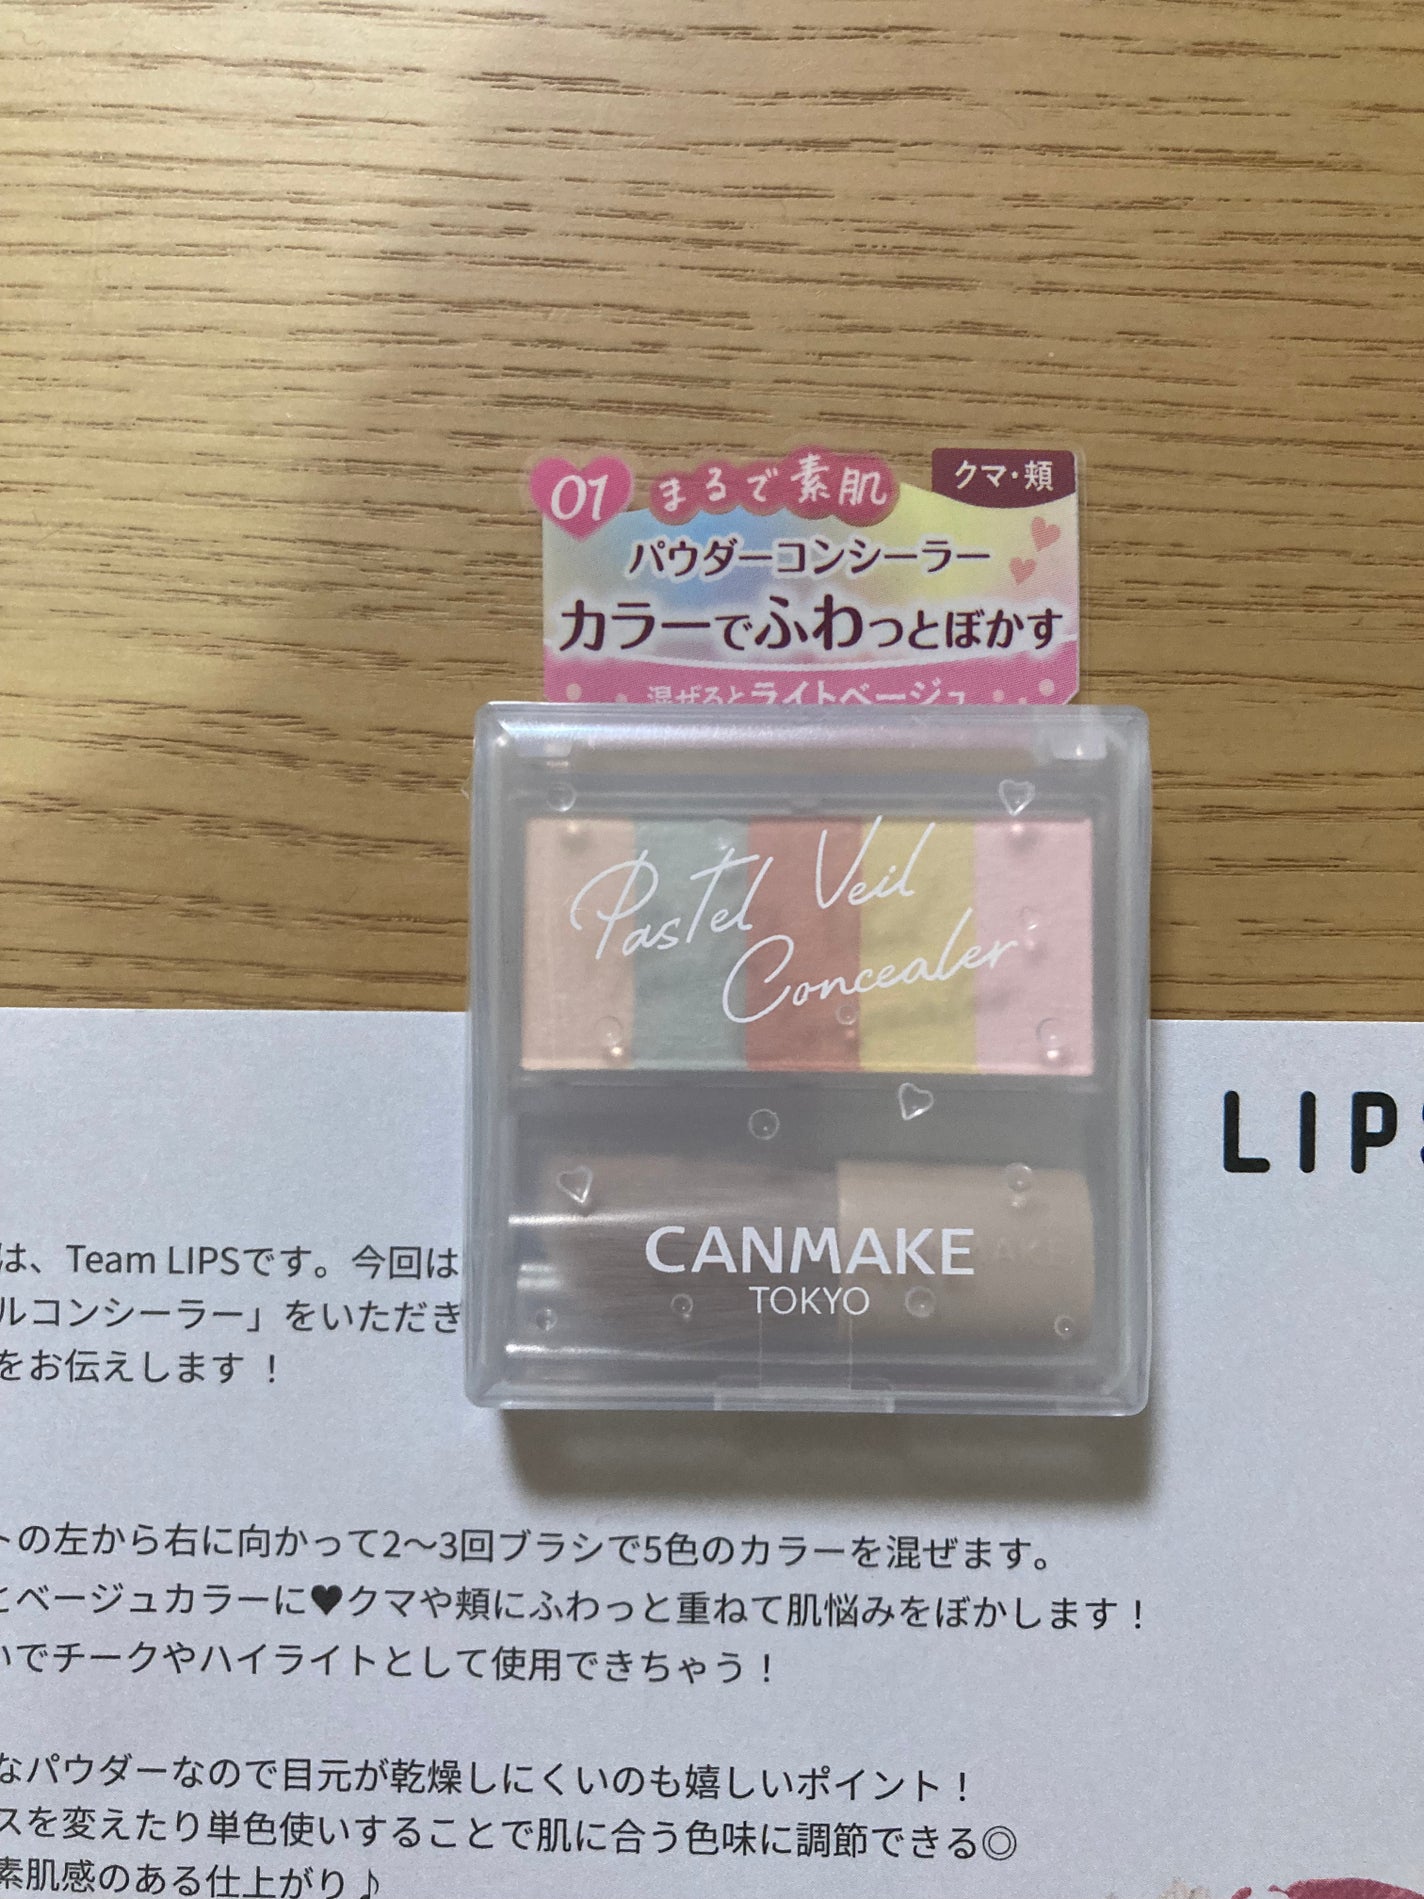 01 まるで素肌 クマ・頬
パウダーコンシーラー
カラーでふわっとぼかす
混ぜるとライトベージュ
Pastel Veil
Concealer
CANMAKE
TOKYO
LIPS
は、Team LIPSです。今回は
ルコンシーラー」をいただき
をお伝えします！
トの左から右に向かって2〜3回ブラシで5色のカラーを混ぜます。
とベージュカラーに♥クマや頬にふわっと重ねて肌悩みをぼかします！
いでチークやハイライトとして使用できちゃう！
なパウダーなので目元が乾燥しにくいのも嬉しいポイント！
スを変えたり単色使いすることで肌に合う色味に調節できる◎
素肌感のある仕上がり♪